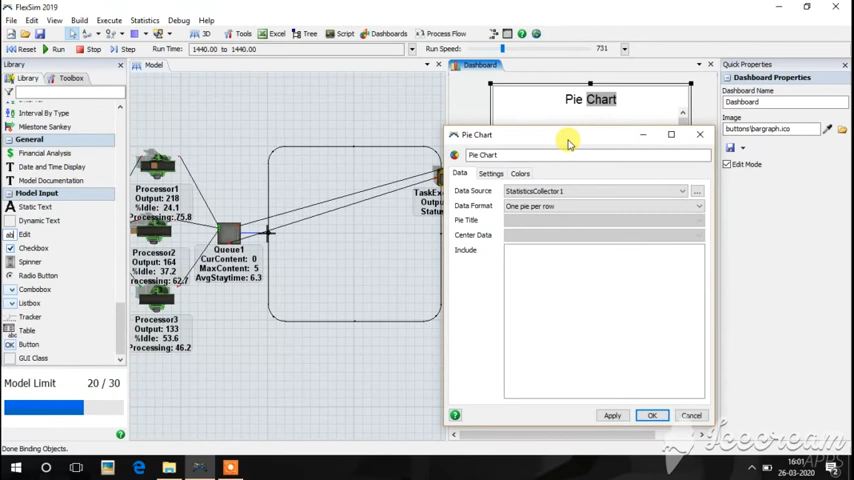 FlexSim 2019
File Edit View Build Execute Statistics Debug Help
3D Tools Excel Tree Script Dashboards Process Flow
Reset Run Stop Step Run Time: 1440.00 to 1440.00 Run Speed: 731
Library
Library Toolbox
Interval By Type
Milestone Sankey
General
Financial Analysis
Date and Time Display
Model Documentation
Model Input
Static Text
Dynamic Text
ab Edit
Checkbox
Spinner
Radio Button
Combobox
Listbox
Tracker
abc Table
OK Button
GUI Class
Model Limit 20 / 30
Done Binding Objects.
Model
Processor1
Output: 218
%Idle: 24.1
Processing: 75.8
Processor2
Output: 164
%Idle: 37.2
Processing: 62.7
Processor3
Output: 133
%Idle: 53.6
Processing: 46.2
Queue1
CurContent: 0
MaxContent: 5
AvgStaytime: 6.3
TaskEx
Outp
Status
Dashboard
Pie Chart
Pie Chart
Pie Chart
Data Settings Colors
Data Source StatisticsCollector1 ...
Data Format One pie per row
Pie Title
Center Data
Include
Apply OK Cancel
Quick Properties
Dashboard Properties
Dashboard Name
Dashboard
Image
buttons\bargraph.ico
Edit Mode
Icecream
APPS
16:01
26-03-2020